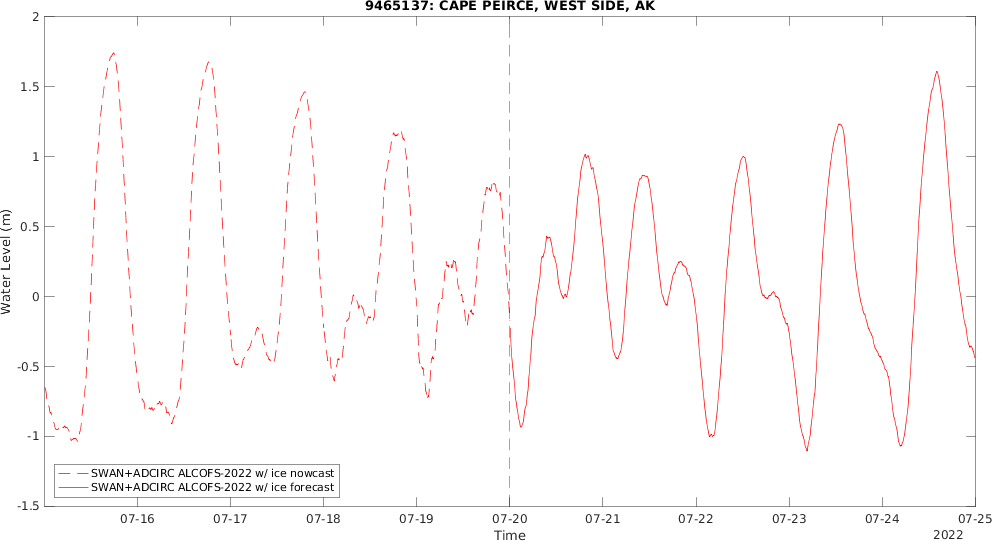 9465137: CAPE PEIRCE, WEST SIDE, AK
2
1.5
1
0.5
0
-0.5
-1
-1.5
Water Level (m)
SWAN+ADCIRC ALCOFS-2022 w/ ice nowcast
SWAN+ADCIRC ALCOFS-2022 w/ ice forecast
07-16 07-17 07-18 07-19 07-20 07-21 07-22 07-23 07-24 07-25
Time
2022